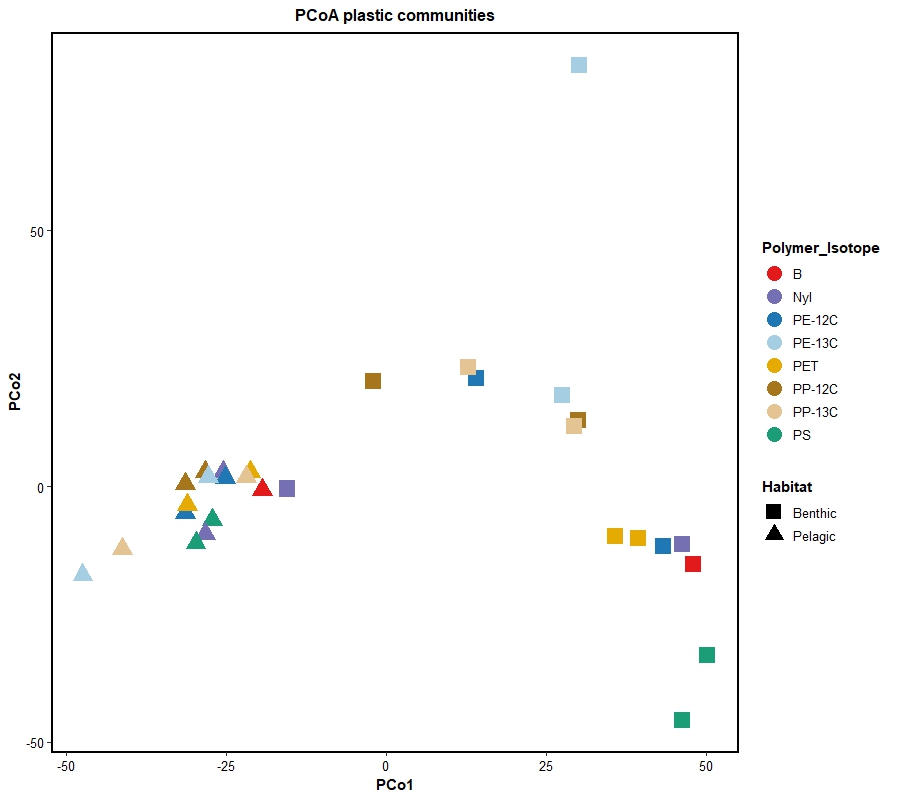 PCoA plastic communities
PCo2
50
0
-50
-50
-25
0
25
50
PCo1
Polymer_Isotope
B
Nyl
PE-12C
PE-13C
PET
PP-12C
PP-13C
PS
Habitat
Benthic
Pelagic